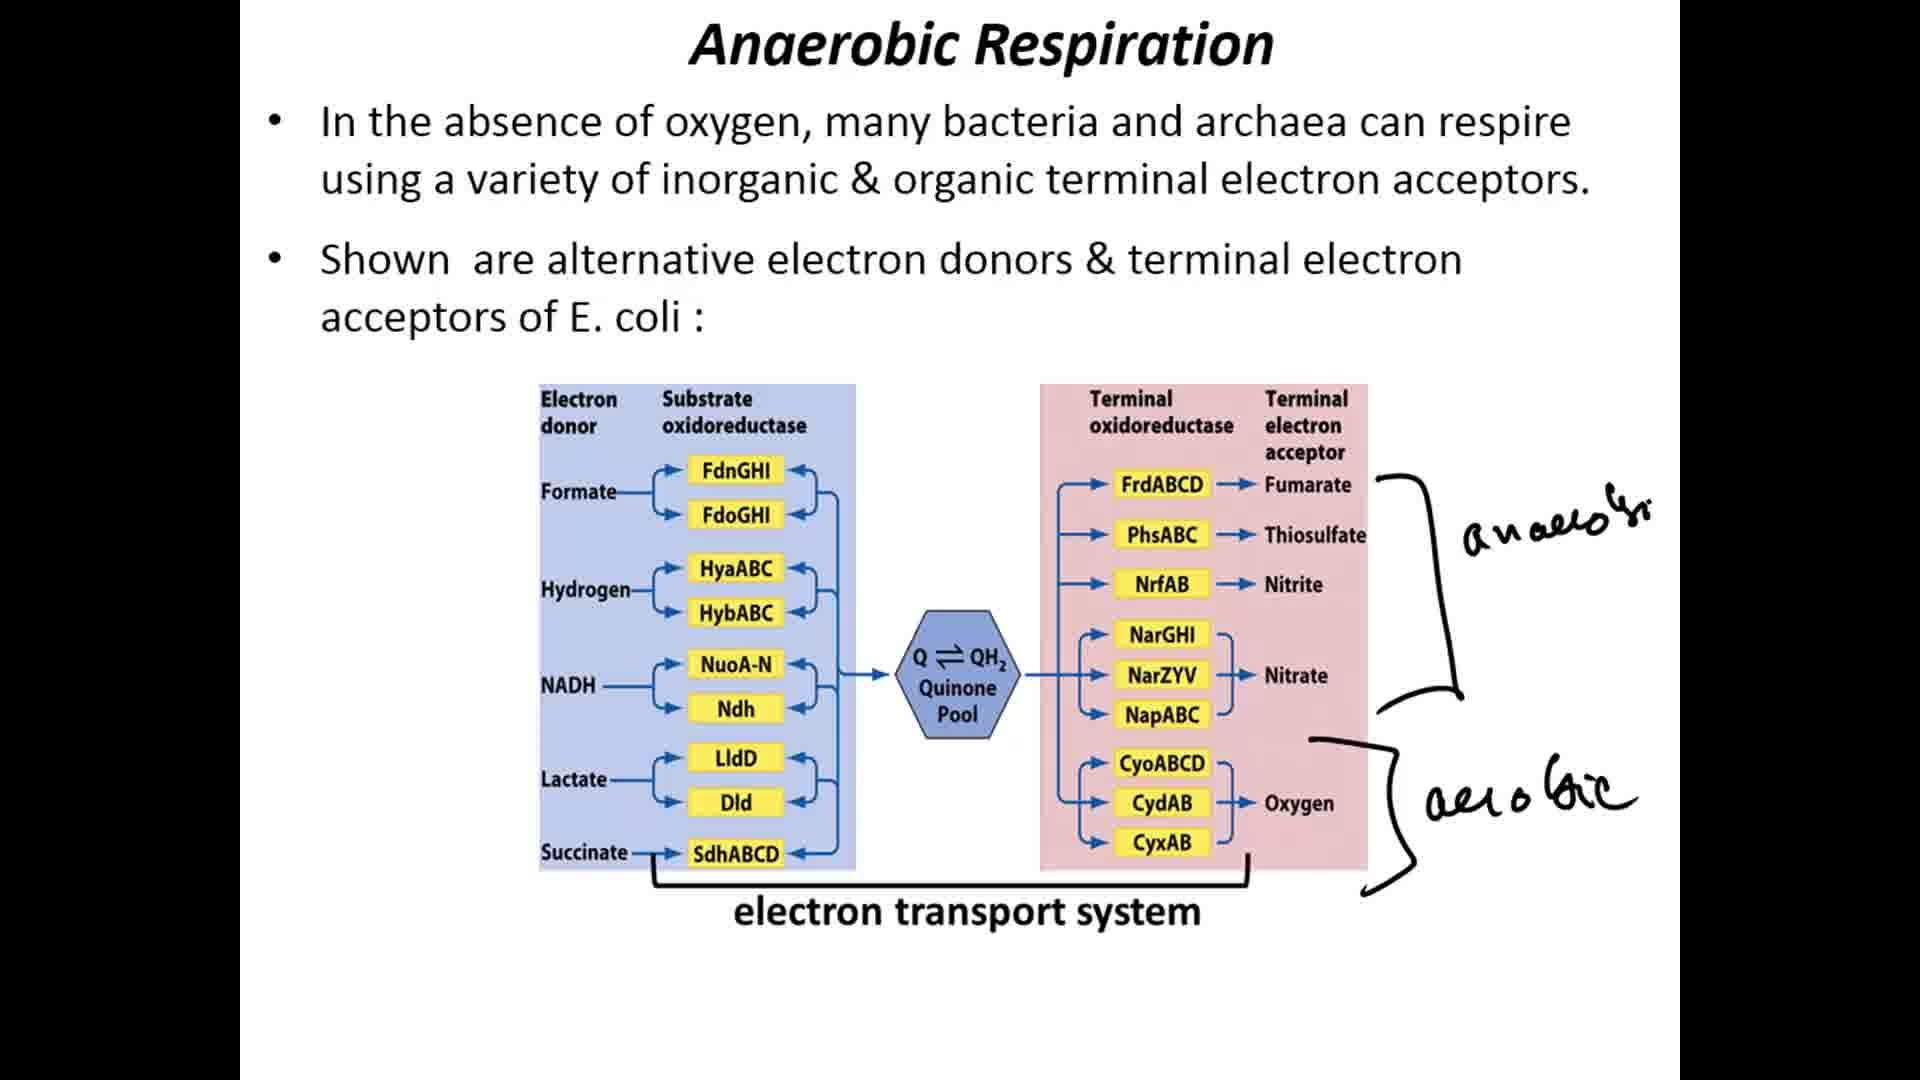 Anaerobic Respiration
• In the absence of oxygen, many bacteria and archaea can respire
using a variety of inorganic & organic terminal electron acceptors.
• Shown are alternative electron donors & terminal electron
acceptors of E. coli :
Electron
donor
Substrate
oxidoreductase
Formate
FdnGHI
FdoGHI
Hydrogen
HyaABC
HybABC
NADH
NuoA-N
Ndh
Lactate
LldD
Dld
Succinate
SdhABCD
Q ⇌ QH2
Quinone
Pool
Terminal
oxidoreductase
Terminal
electron
acceptor
FrdABCD
Fumarate
PhsABC
Thiosulfate
NrfAB
Nitrite
NarGHI
NarZYV
Nitrate
NapABC
CyoABCD
CydAB
Oxygen
CyxAB
aerobic
electron transport system